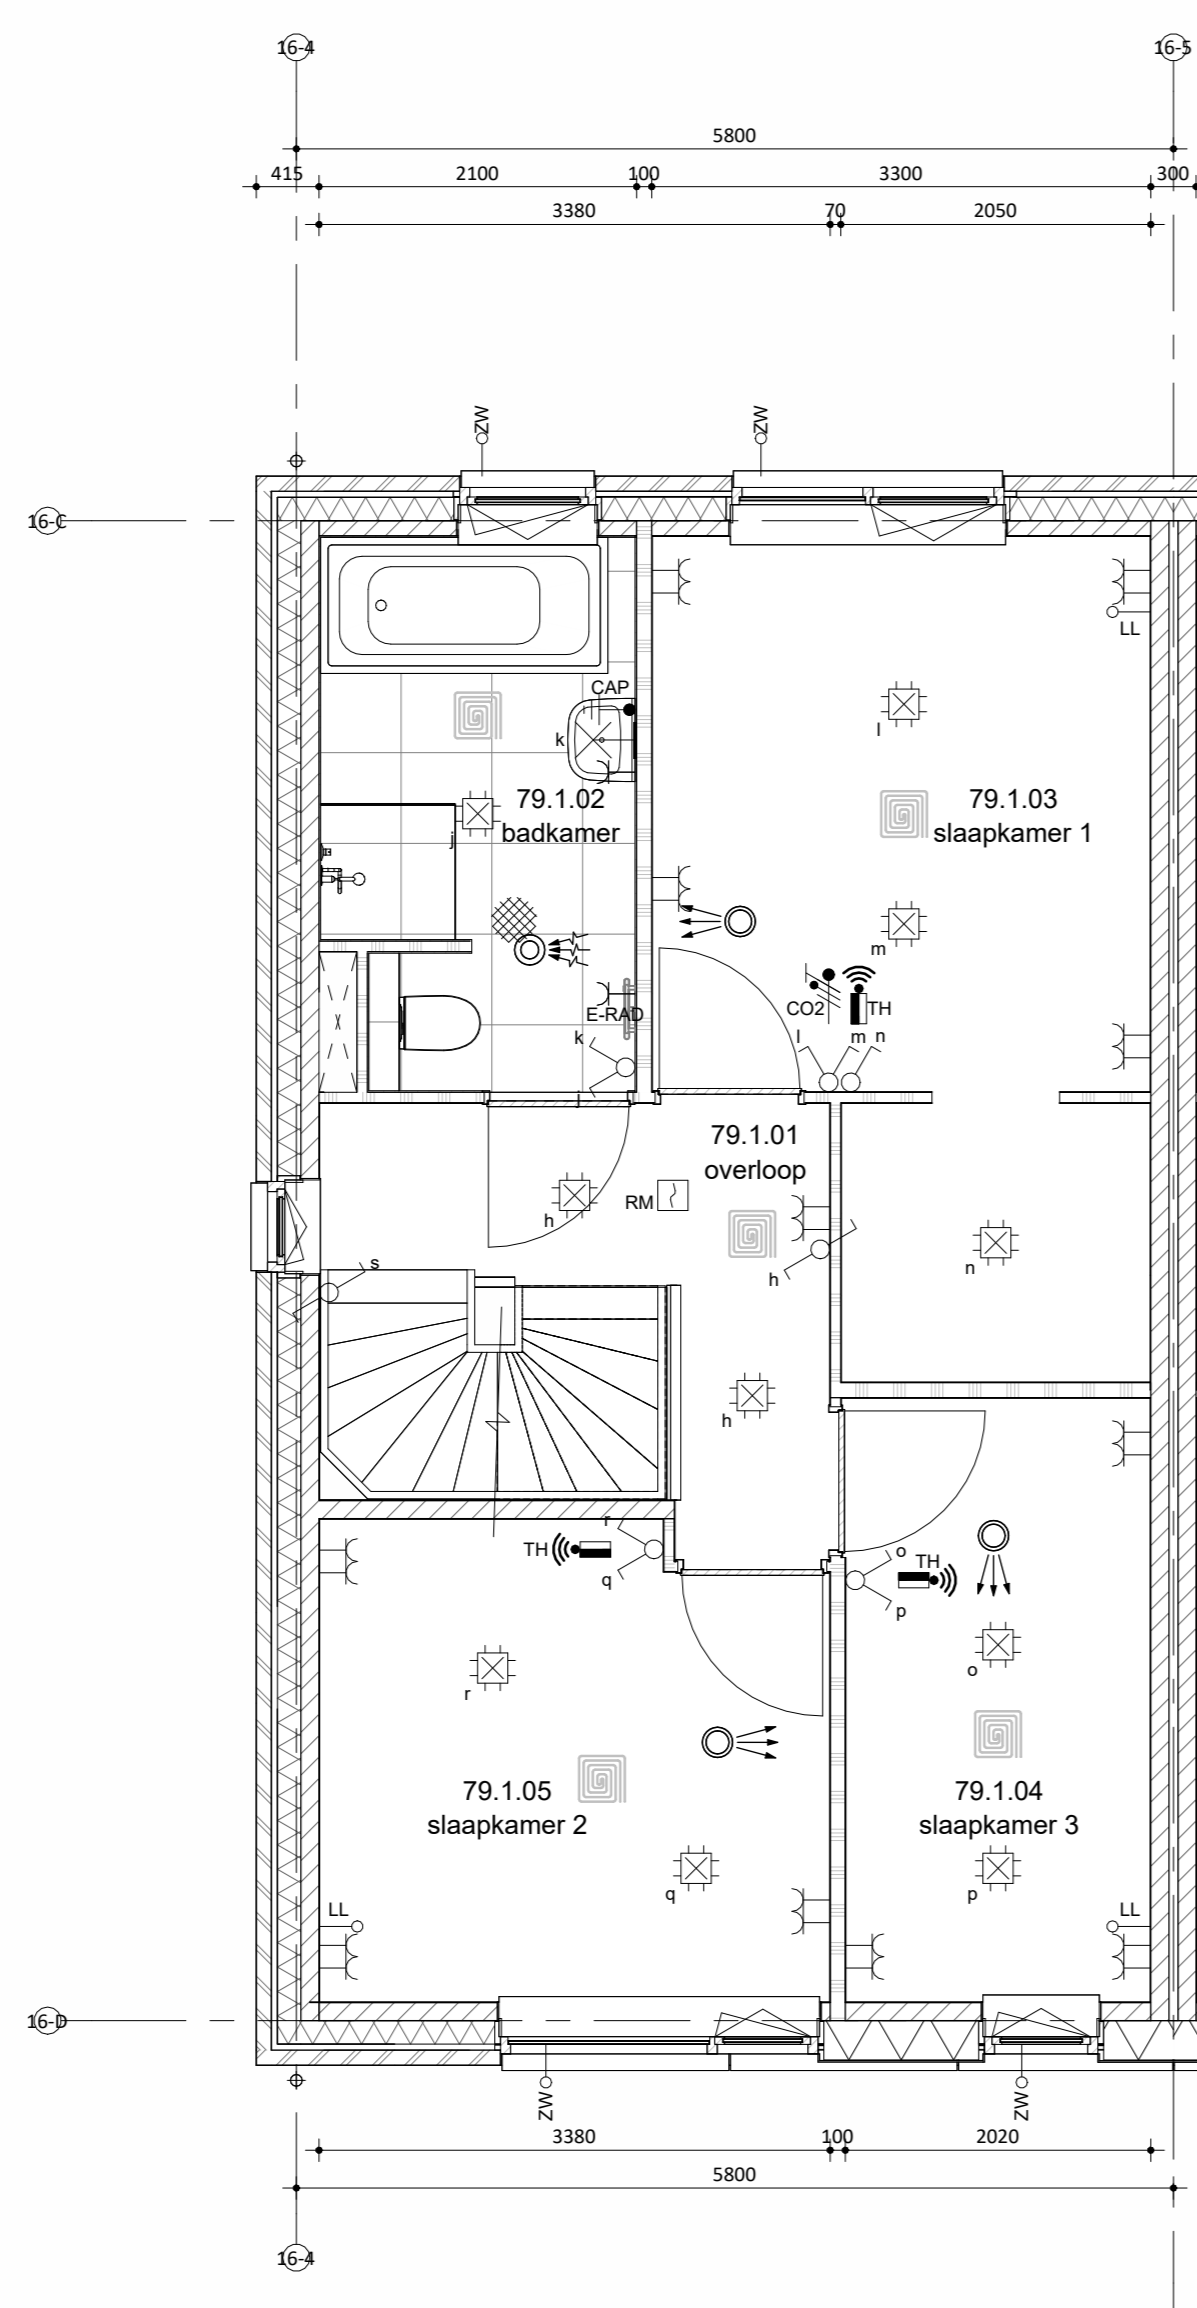 16-4
16-5
5800
415
2100
100
3300
300
3380
70
2050
ZW
ZW
16-C
LL
CAP
k
l
79.1.02
badkamer
79.1.03
slaapkamer 1
j
m
CO2
TH
E-RAD
k
l
m
n
79.1.01
overloop
RM
h
h
s
n
h
r
TH
q
o
TH
p
r
o
79.1.05
slaapkamer 2
79.1.04
slaapkamer 3
q
p
LL
LL
16-D
ZW
ZW
3380
100
2020
5800
16-4